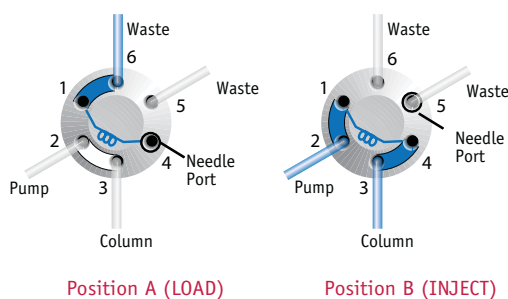 Waste
6
1
Waste
5
2
Needle
Port
4
Pump
3
Column
Position A (LOAD)
Waste
6
1
Waste
5
2
Needle
Port
4
Pump
3
Column
Position B (INJECT)